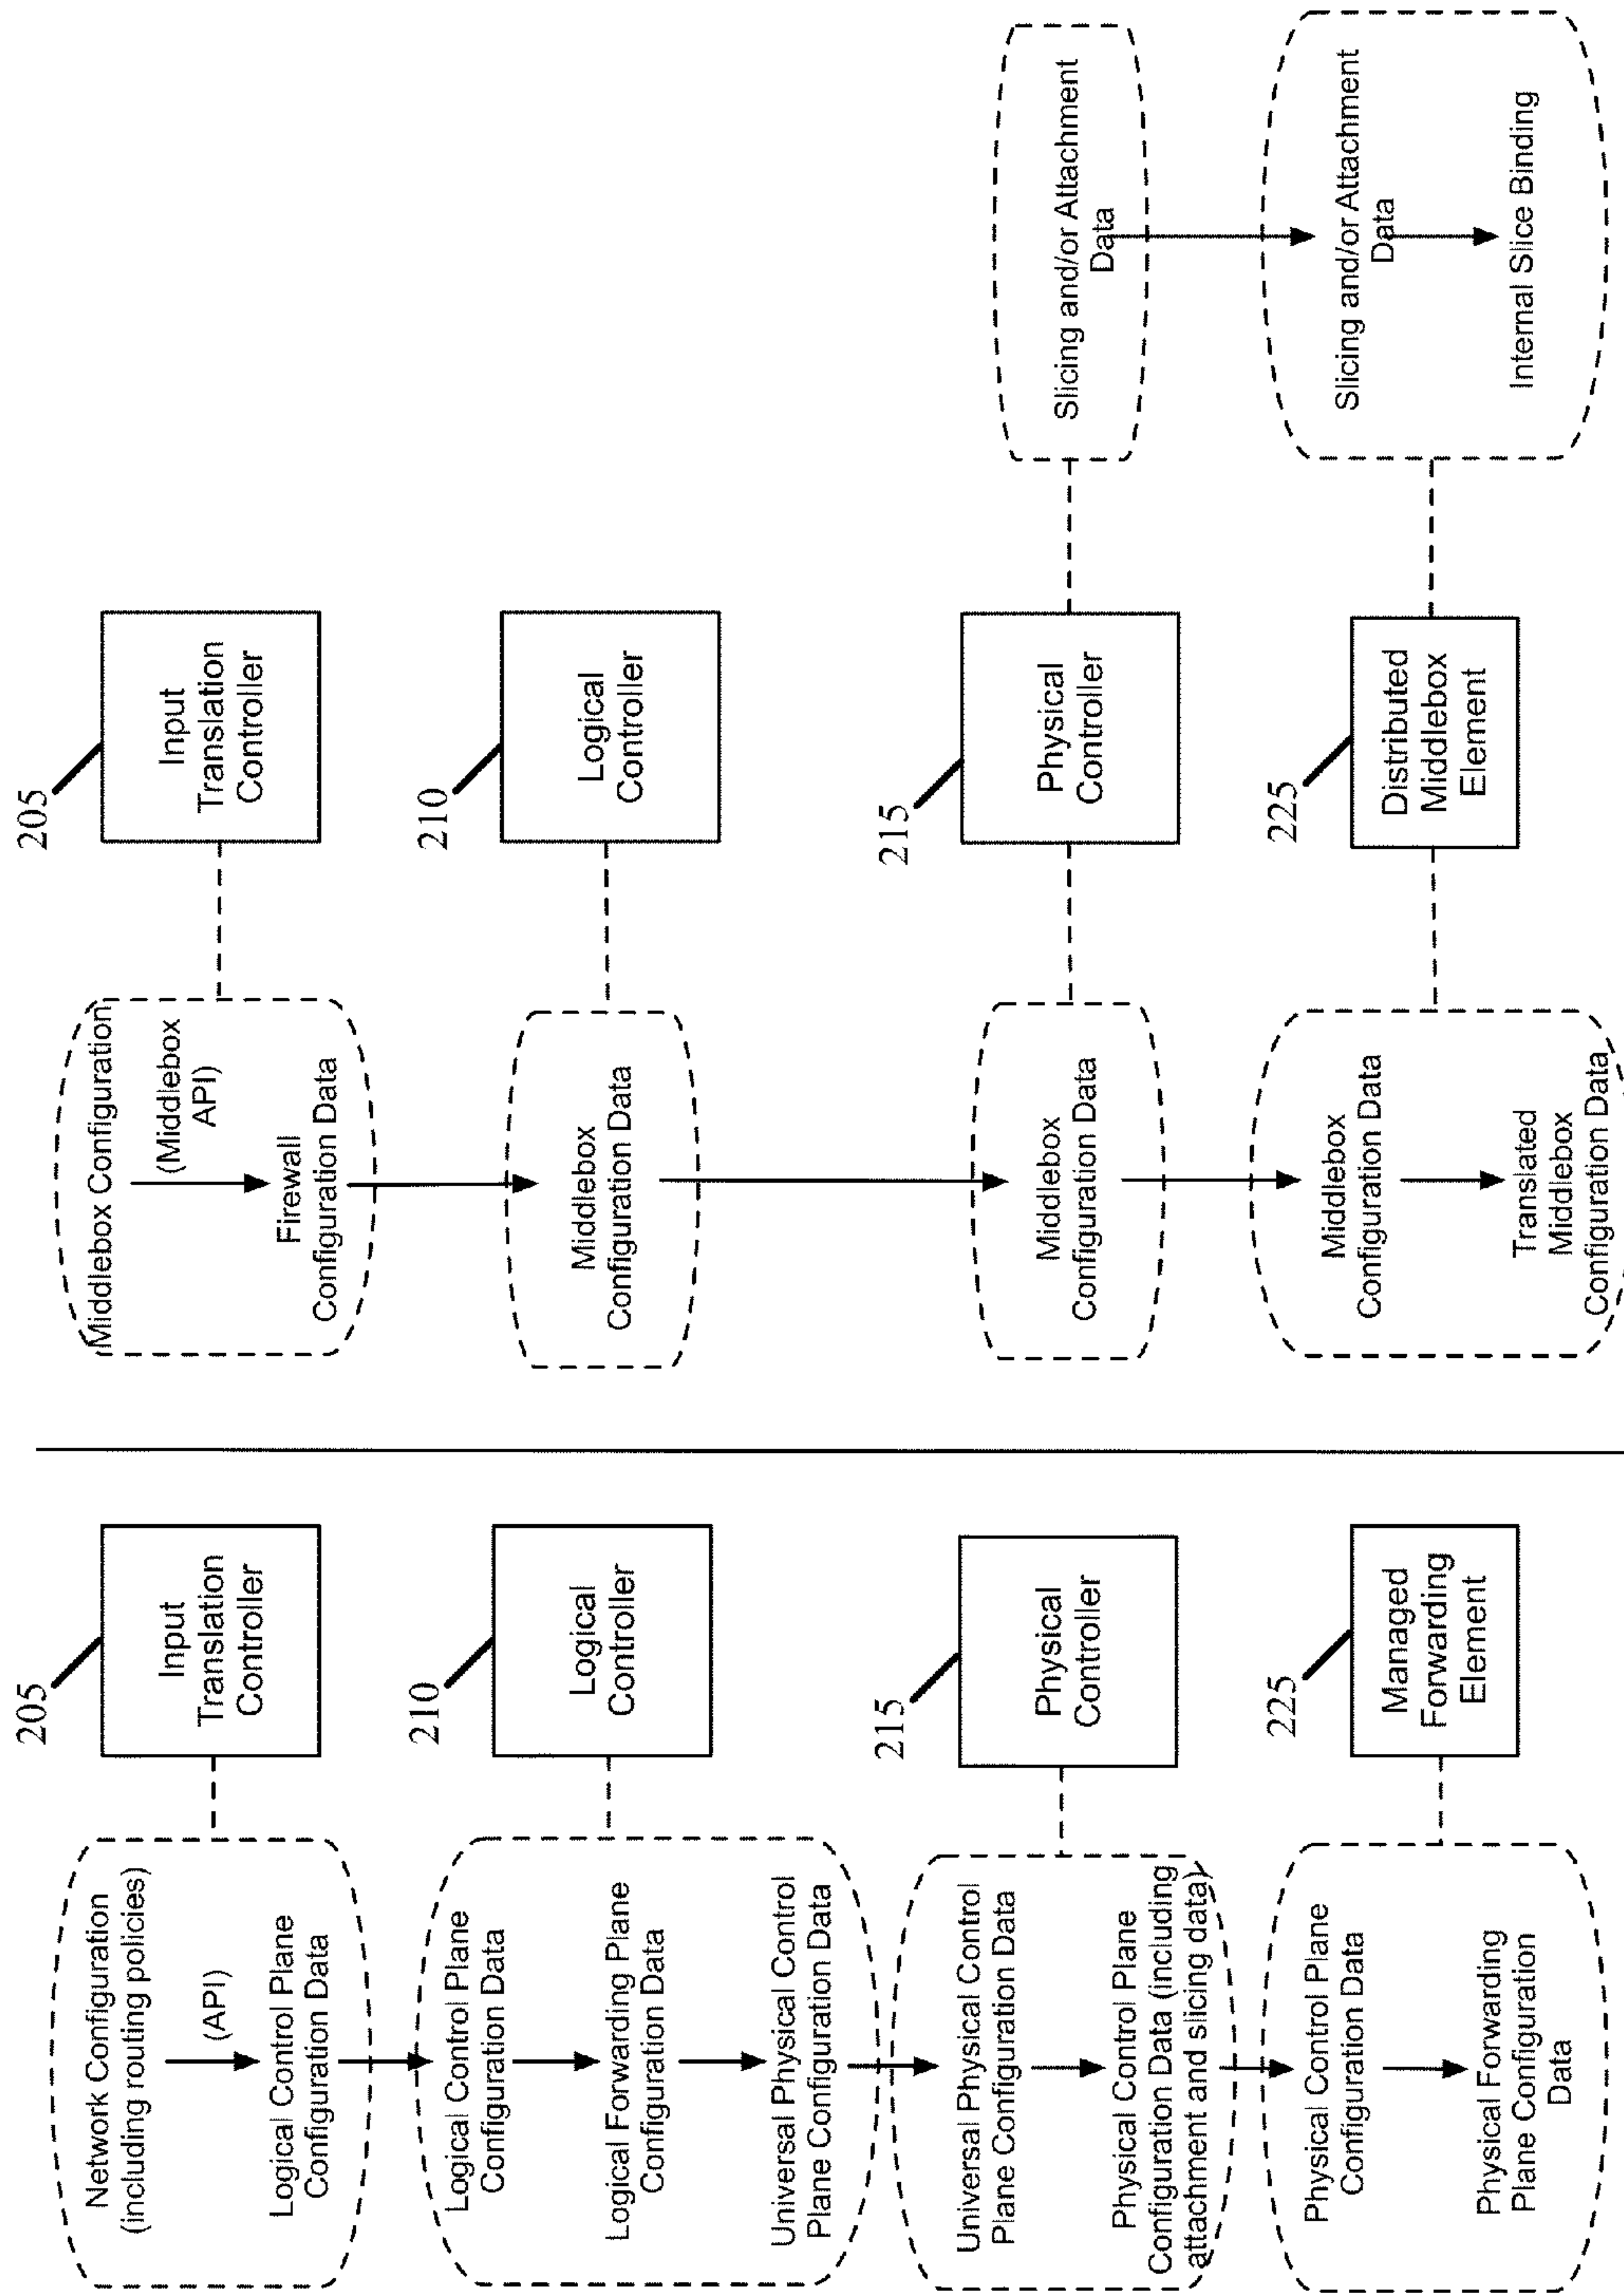 205
Input
Translation
Controller
Network Configuration
(including routing policies)
(API)
Logical Control Plane
Configuration Data
210
Logical
Controller
Logical Control Plane
Configuration Data
Logical Forwarding Plane
Configuration Data
Universal Physical Control
Plane Configuration Data
215
Physical
Controller
Universal Physical Control
Plane Configuration Data
Physical Control Plane
Configuration Data (including
attachment and slicing data)
225
Managed
Forwarding
Element
Physical Control Plane
Configuration Data
Physical Forwarding
Plane Configuration
Data
205
Input
Translation
Controller
Middlebox Configuration
(Middlebox
API)
Firewall
Configuration Data
210
Logical
Controller
Middlebox
Configuration Data
215
Physical
Controller
Middlebox
Configuration Data
Slicing and/or Attachment
Data
225
Distributed
Middlebox
Element
Middlebox
Configuration Data
Translated
Middlebox
Configuration Data
Slicing and/or Attachment
Data
Internal Slice Binding